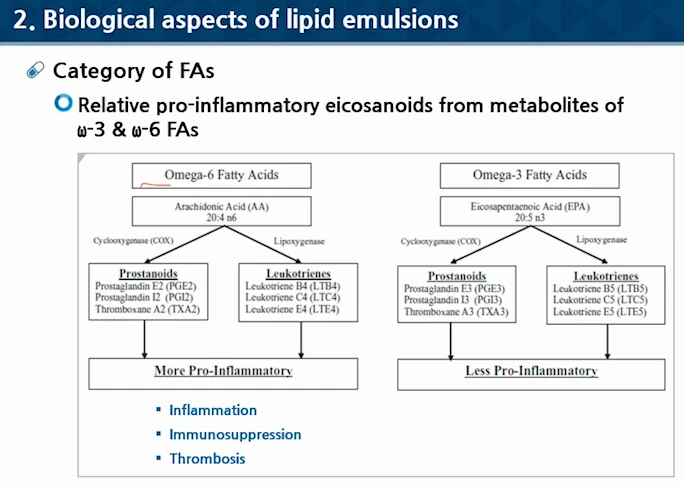 2. Biological aspects of lipid emulsions
Category of FAs
Relative pro-inflammatory eicosanoids from metabolites of
ω-3 & ω-6 FAs
Omega-6 Fatty Acids
Arachidonic Acid (AA)
20:4 n6
Cyclooxygenase (COX)
Lipoxygenase
Prostanoids
Prostaglandin E2 (PGE2)
Prostaglandin I2 (PGI2)
Thromboxane A2 (TXA2)
Leukotrienes
Leukotriene B4 (LTB4)
Leukotriene C4 (LTC4)
Leukotriene E4 (LTE4)
More Pro-Inflammatory
Omega-3 Fatty Acids
Eicosapentaenoic Acid (EPA)
20:5 n3
Cyclooxygenase (COX)
Lipoxygenase
Prostanoids
Prostaglandin E3 (PGE3)
Prostaglandin I3 (PGI3)
Thromboxane A3 (TXA3)
Leukotrienes
Leukotriene B5 (LTB5)
Leukotriene C5 (LTC5)
Leukotriene E5 (LTE5)
Less Pro-Inflammatory
▪ Inflammation
▪ Immunosuppression
▪ Thrombosis